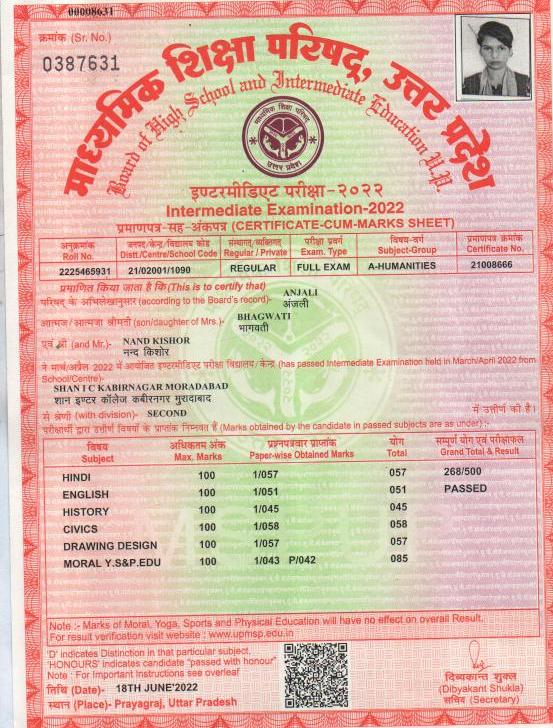 00008631
क्रमांक (Sr. No.)
0387631
माध्यमिक शिक्षा परिषद्, उत्तर प्रदेश
Board of High School and Intermediate Education U.P.
माध्यमिक शिक्षा परिषद्
उत्तर प्रदेश
इण्टरमीडिएट परीक्षा-२०२२
Intermediate Examination-2022
प्रमाणपत्र-सह-अंकपत्र (CERTIFICATE-CUM-MARKS SHEET)
अनुक्रमांक जनपद/केन्द्र/विद्यालय कोड संस्थागत/व्यक्तिगत परीक्षा प्रवर्ग विषय-वर्ग प्रमाणपत्र क्रमांक
Roll No. Distt./Centre/School Code Regular / Private Exam. Type Subject-Group Certificate No.
2225465931 21/02001/1090 REGULAR FULL EXAM A-HUMANITIES 21008666
प्रमाणित किया जाता है कि(This is to certify that)
ANJALI
परिषद् के अभिलेखानुसार (according to the Board's record)- अंजली
BHAGWATI
आत्मज/आत्मजा श्रीमती (son/daughter of Mrs.)- भागवती
एवं श्री (and Mr.)- NAND KISHOR
नन्द किशोर
ने मार्च/अप्रैल 2022 में आयोजित इण्टरमीडिएट परीक्षा विद्यालय/ केन्द्र (has passed Intermediate Examination held in March/April 2022 from
School/Centre)-
SHAN I C KABIRNAGAR MORADABAD
शान इण्टर कॉलेज कबीरनगर मुरादाबाद
से श्रेणी (with division)- SECOND में उत्तीर्ण की है।
परीक्षार्थी द्वारा उत्तीर्ण विषयों के प्राप्तांक निम्नवत हैं (Marks obtained by the candidate in passed subjects are as under) :-
विषय अधिकतम अंक प्रश्नपत्रवार प्राप्तांक योग सम्पूर्ण योग एवं परीक्षाफल
Subject Max. Marks Paper-wise Obtained Marks Total Grand Total & Result
HINDI 100 1/057 057 268/500
ENGLISH 100 1/051 051 PASSED
HISTORY 100 1/045 045
CIVICS 100 1/058 058
DRAWING DESIGN 100 1/057 057
MORAL Y.S&P.EDU 100 1/043 P/042 085
Note :- Marks of Moral, Yoga, Sports and Physical Education will have no effect on overall Result.
For result verification visit website : www.upmsp.edu.in
'D' indicates Distinction in that particular subject.
'HONOURS' indicates candidate "passed with honour"
Note : For Important Instructions see overleaf
तिथि (Date)- 18TH JUNE'2022
स्थान (Place)- Prayagraj, Uttar Pradesh
दिव्यकान्त शुक्ल
(Dibyakant Shukla)
सचिव (Secretary)